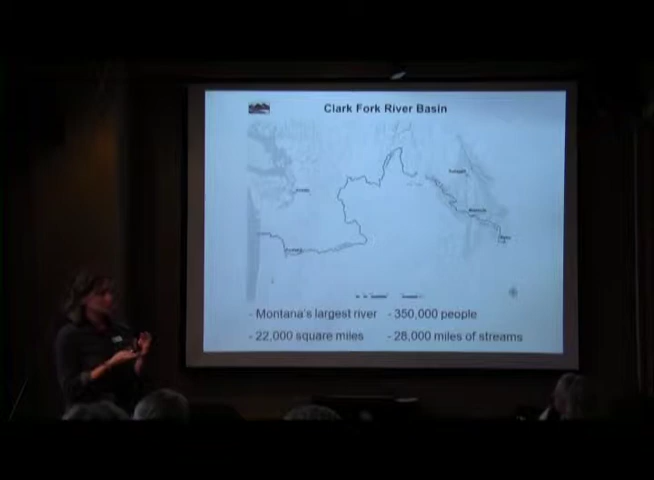 Clark Fork River Basin
- Montana's largest river - 350,000 people
- 22,000 square miles - 28,000 miles of streams